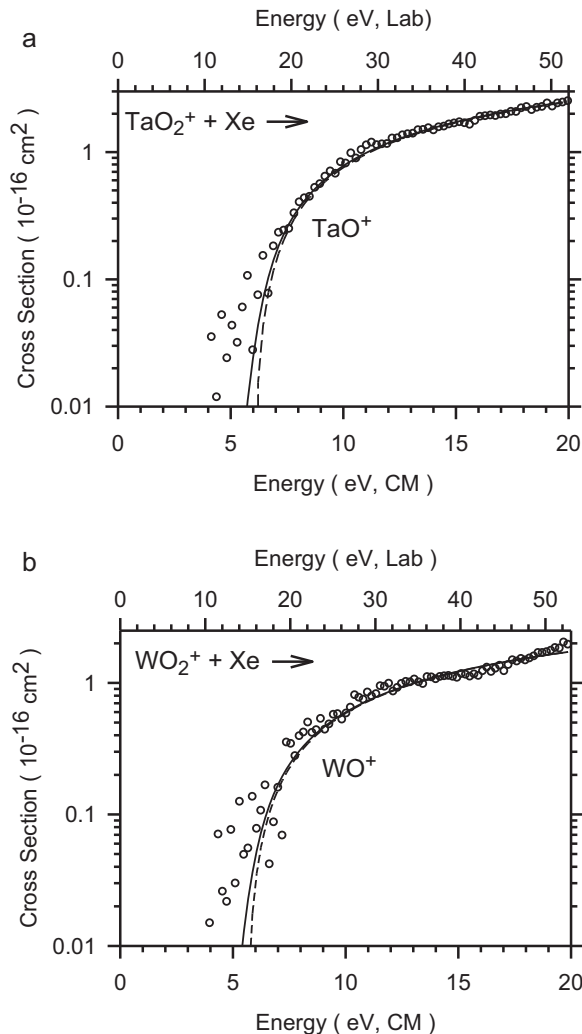 a
Energy ( eV, Lab)
0 10 20 30 40 50
TaO₂⁺ + Xe →
TaO⁺
Cross Section ( 10⁻¹⁶ cm² )
1
0.1
0.01
0 5 10 15 20
Energy ( eV, CM )
b
Energy ( eV, Lab )
0 10 20 30 40 50
WO₂⁺ + Xe →
WO⁺
Cross Section ( 10⁻¹⁶ cm² )
1
0.1
0.01
0 5 10 15 20
Energy ( eV, CM )